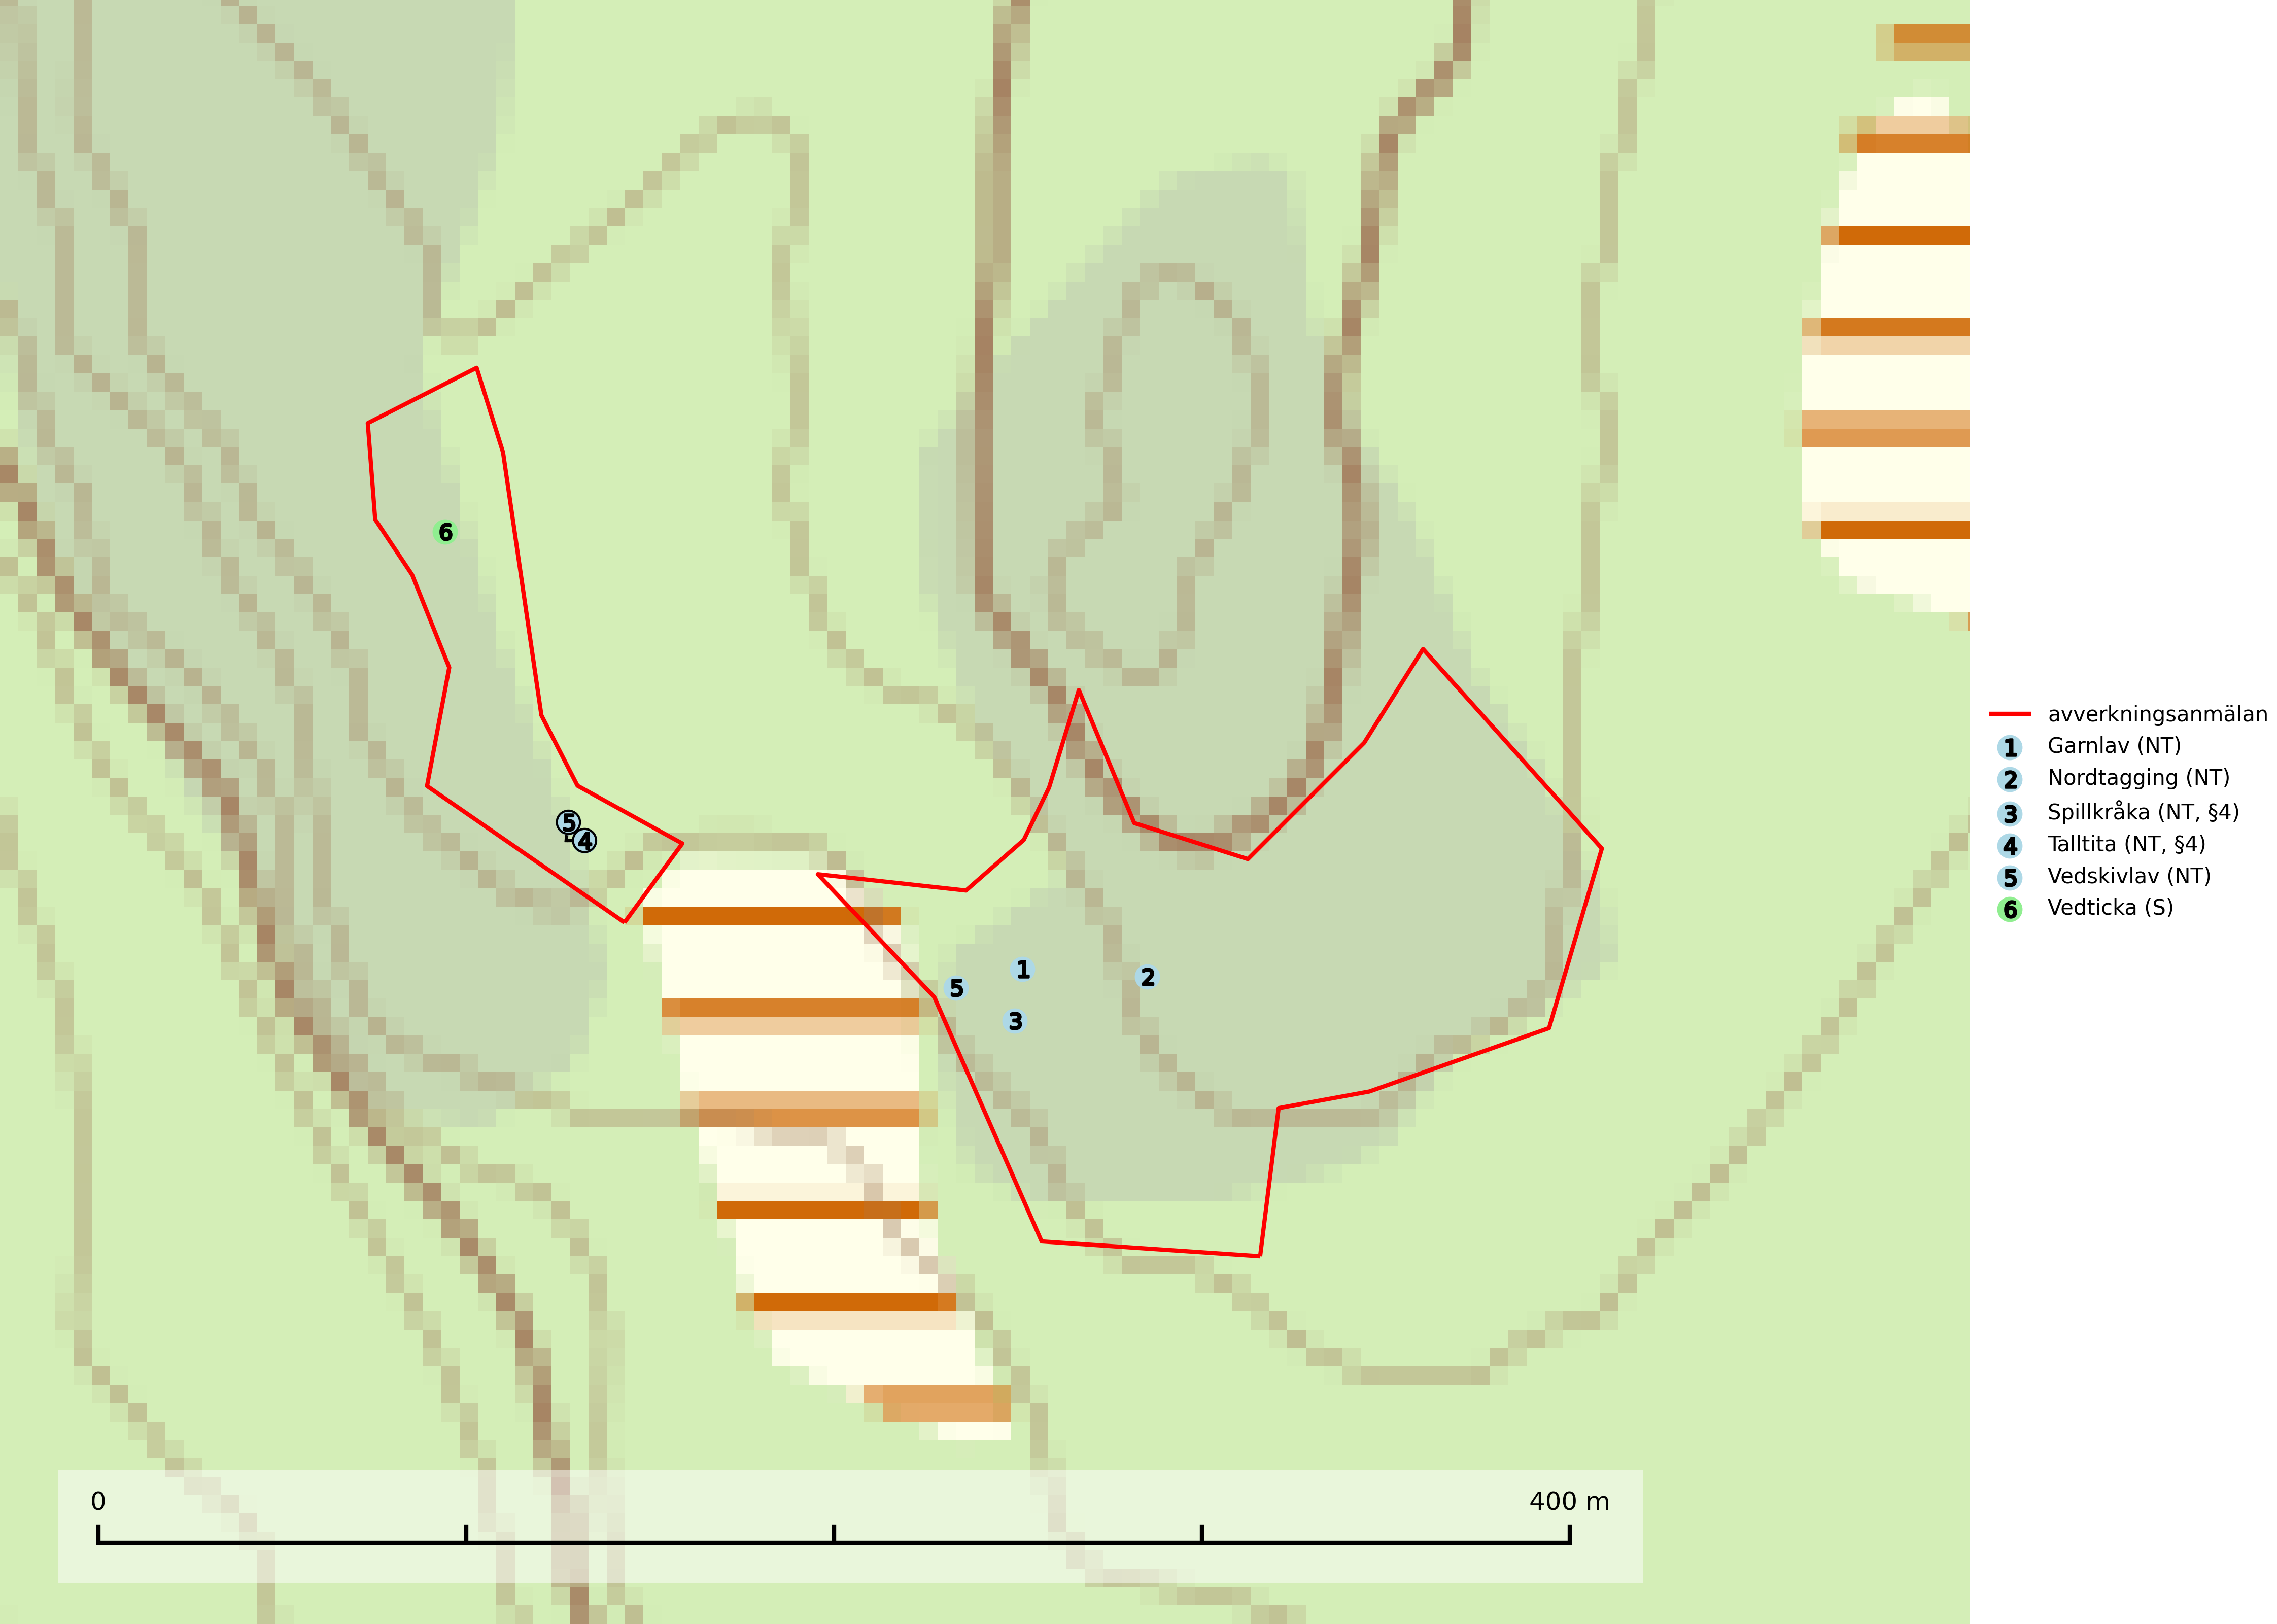 6
5
4
1
2
5
3
0
400 m
avverkningsanmälan
1 Garnlav (NT)
2 Nordtagging (NT)
3 Spillkråka (NT, §4)
4 Talltita (NT, §4)
5 Vedskivlav (NT)
6 Vedticka (S)